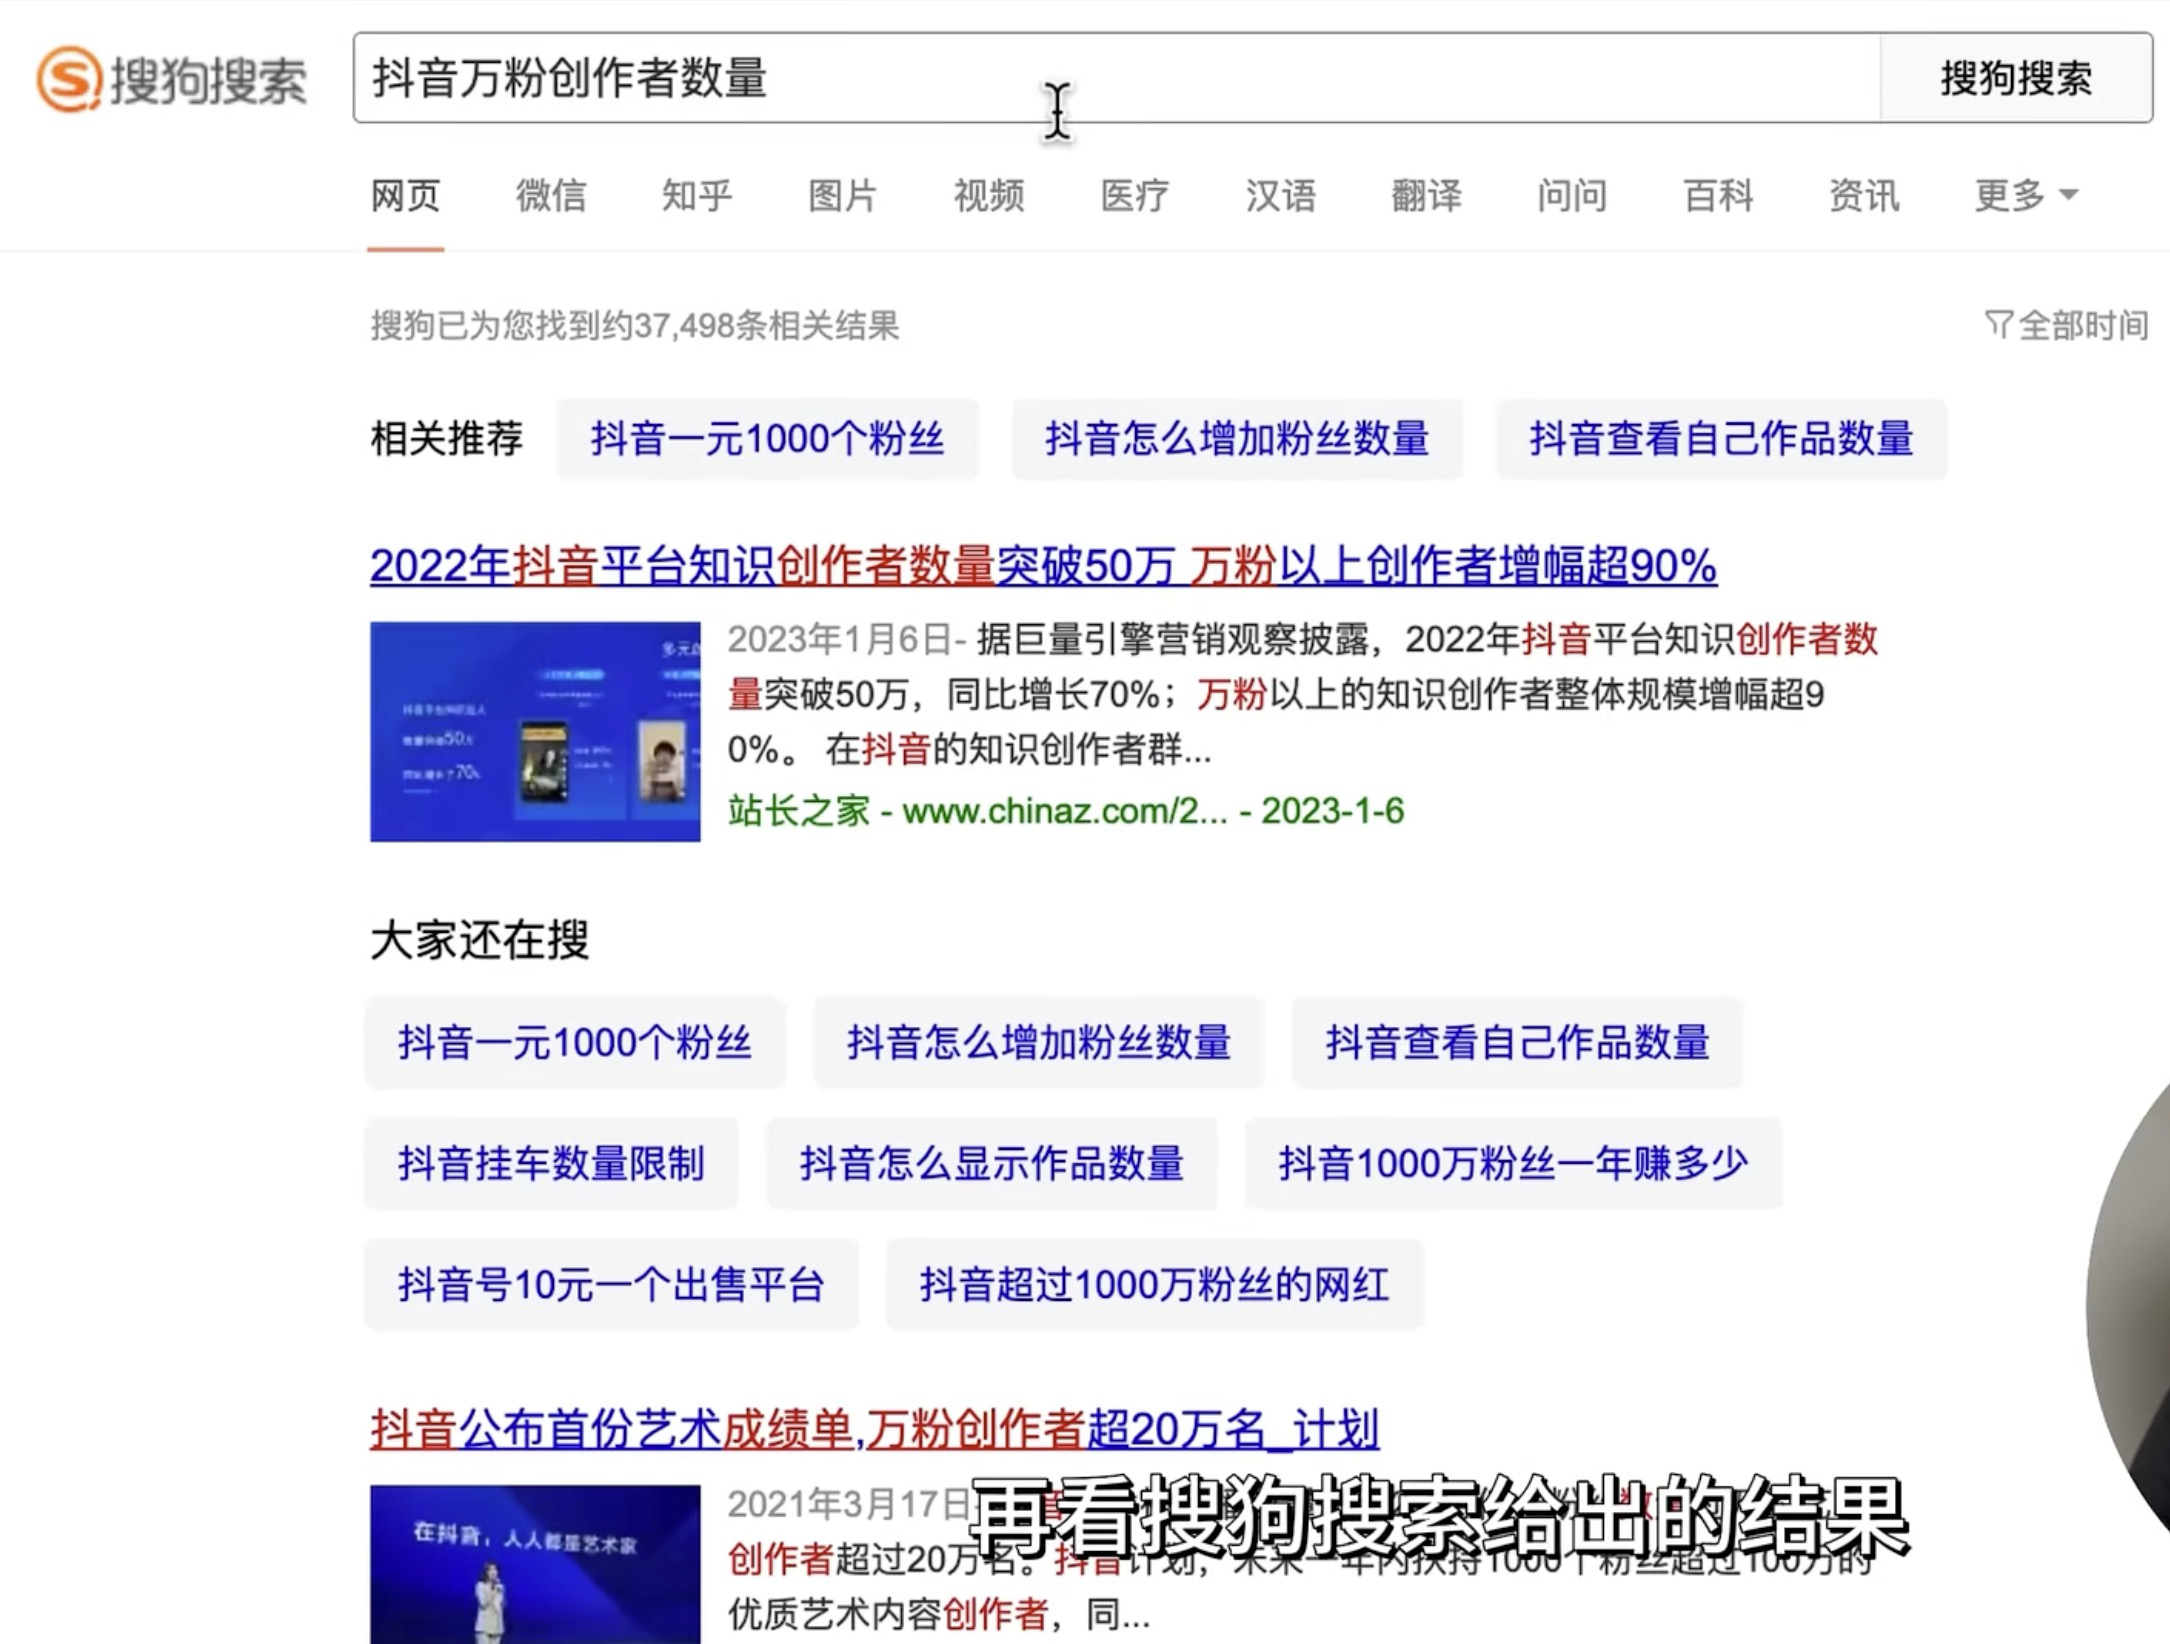 搜狗搜索
抖音万粉创作者数量
搜狗搜索
网页 微信 知乎 图片 视频 医疗 汉语 翻译 问问 百科 资讯 更多
搜狗已为您找到约37,498条相关结果
全部时间
相关推荐 抖音一元1000个粉丝 抖音怎么增加粉丝数量 抖音查看自己作品数量
2022年抖音平台知识创作者数量突破50万 万粉以上创作者增幅超90%
2023年1月6日- 据巨量引擎营销观察披露，2022年抖音平台知识创作者数
量突破50万，同比增长70%；万粉以上的知识创作者整体规模增幅超9
0%。 在抖音的知识创作者群...
站长之家 - www.chinaz.com/2... - 2023-1-6
大家还在搜
抖音一元1000个粉丝 抖音怎么增加粉丝数量 抖音查看自己作品数量
抖音挂车数量限制 抖音怎么显示作品数量 抖音1000万粉丝一年赚多少
抖音号10元一个出售平台 抖音超过1000万粉丝的网红
抖音公布首份艺术成绩单,万粉创作者超20万名_计划
在抖音，人人都是艺术家
2021年3月17日
再看搜狗搜索给出的结果
创作者超过20万名。抖音计划，未来一年内扶持1000个粉丝超过100万的
优质艺术内容创作者，同...